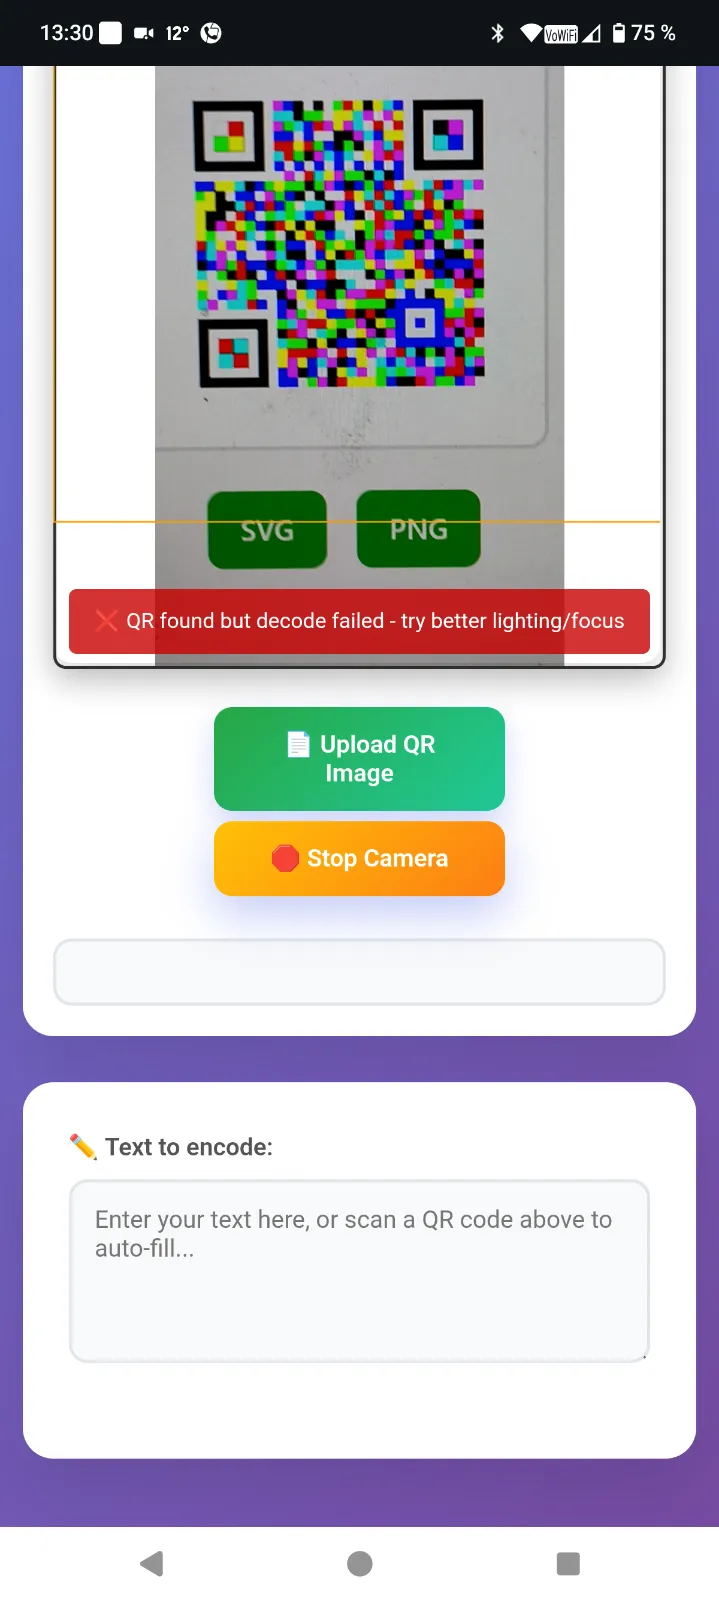 13:30 12° VoWiFi 75 %
SVG PNG
❌ QR found but decode failed - try better lighting/focus
📄 Upload QR
Image
🛑 Stop Camera
✏️ Text to encode:
Enter your text here, or scan a QR code above to
auto-fill...